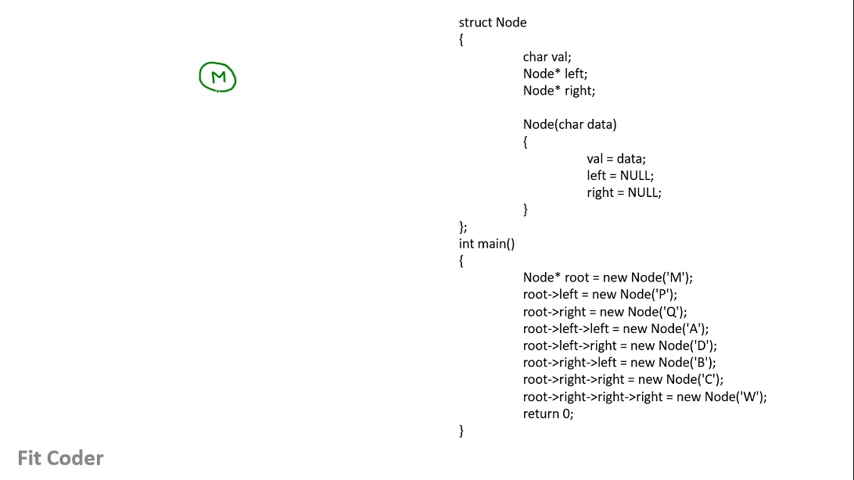 M
struct Node
{
char val;
Node* left;
Node* right;
Node(char data)
{
val = data;
left = NULL;
right = NULL;
}
};
int main()
{
Node* root = new Node('M');
root->left = new Node('P');
root->right = new Node('Q');
root->left->left = new Node('A');
root->left->right = new Node('D');
root->right->left = new Node('B');
root->right->right = new Node('C');
root->right->right->right = new Node('W');
return 0;
}
Fit Coder